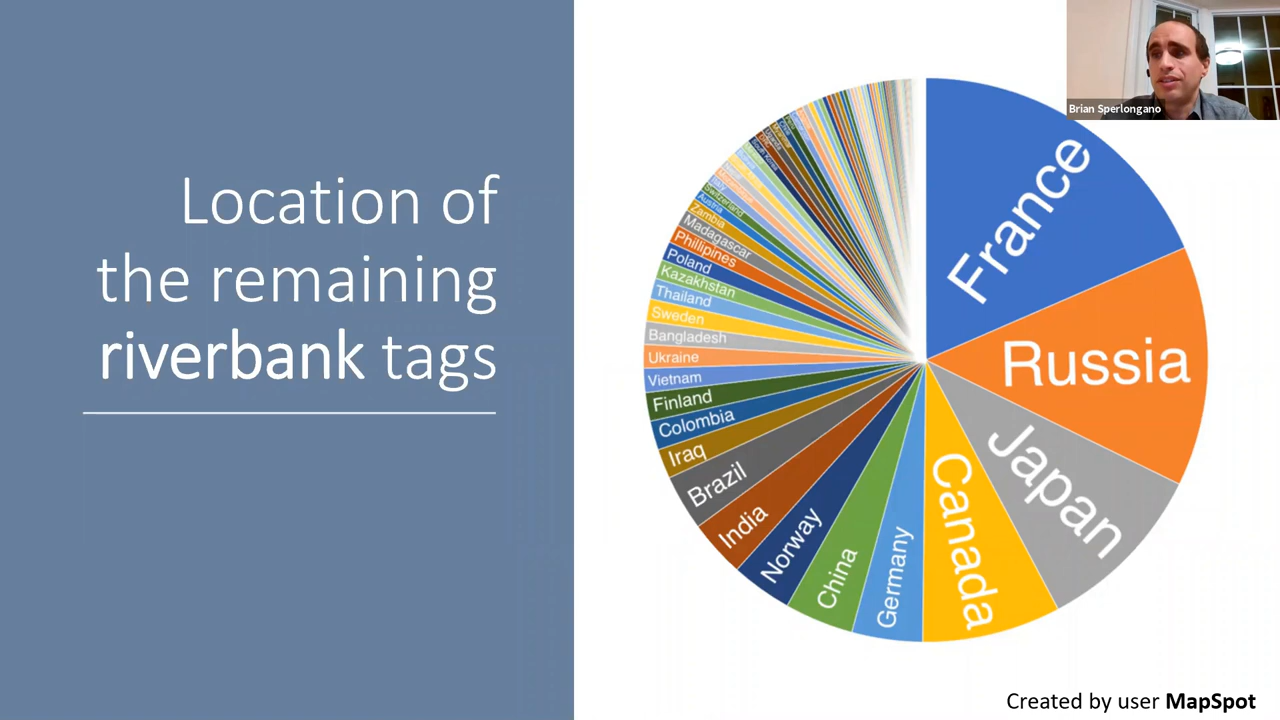 Location of
the remaining
riverbank tags
Brian Sperlongano
France
Russia
Japan
Canada
Germany
China
Norway
India
Brazil
Iraq
Colombia
Finland
Vietnam
Ukraine
Bangladesh
Sweden
Thailand
Kazakhstan
Poland
Phillipines
Madagascar
Zambia
Austria
Switzerland
Created by user MapSpot